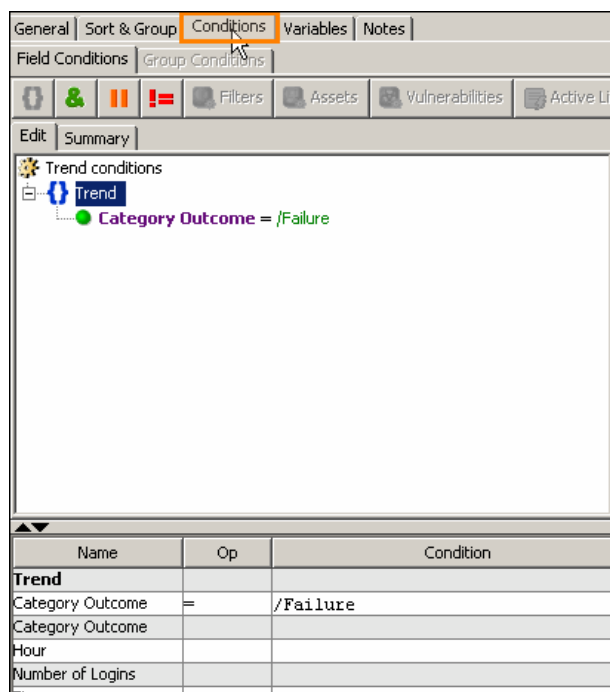 General Sort & Group Conditions Variables Notes
Field Conditions Group Conditions
{} & != Filters Assets Vulnerabilities Active Li
Edit Summary
Trend conditions
{} Trend
Category Outcome = /Failure
Name Op Condition
Trend
Category Outcome = /Failure
Category Outcome
Hour
Number of Logins